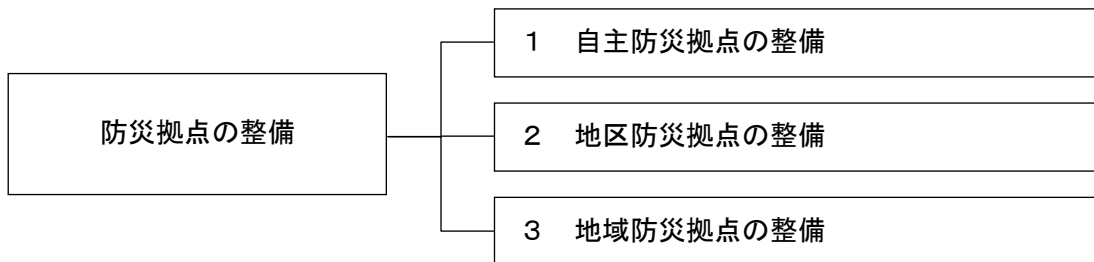 防災拠点の整備
１　自主防災拠点の整備
２　地区防災拠点の整備
３　地域防災拠点の整備